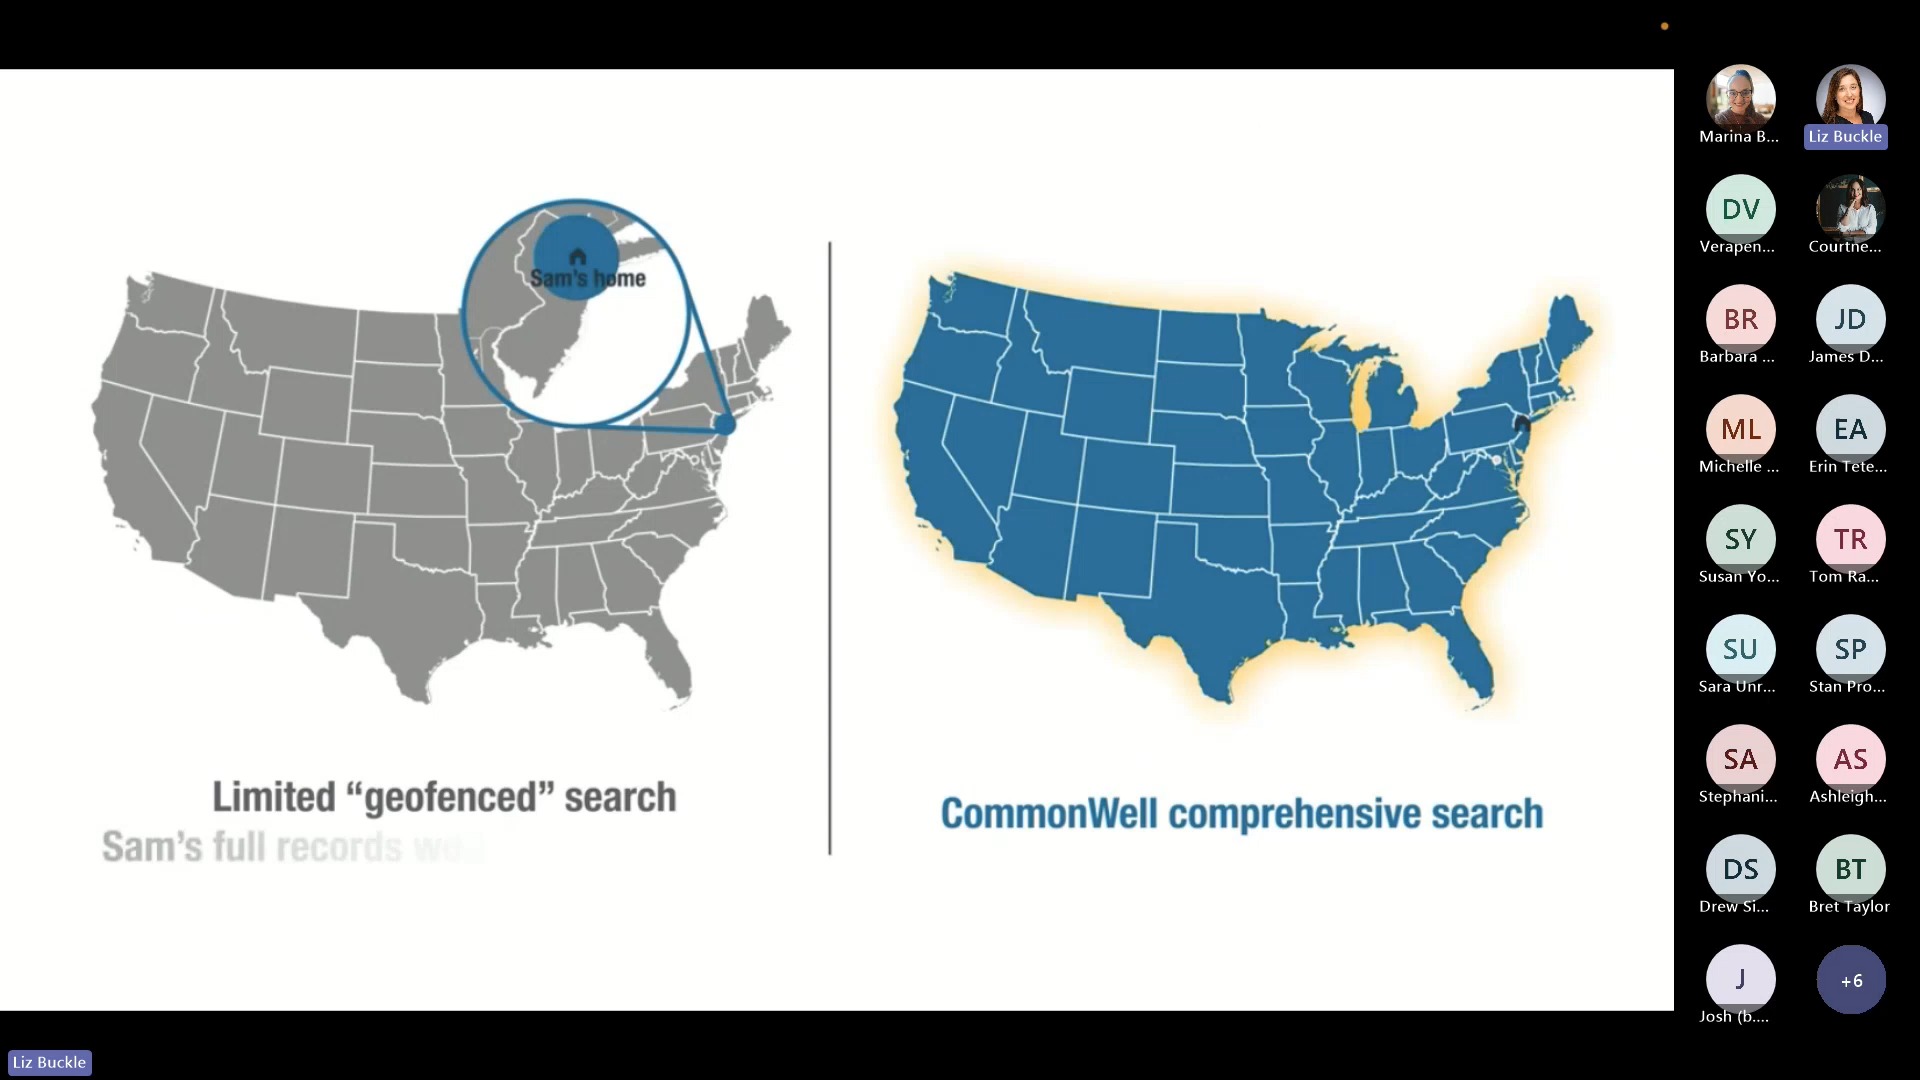 Sam's home
Limited “geofenced” search
Sam’s full records
CommonWell comprehensive search
Marina B...
Liz Buckle
DV
Verapen...
Courtne...
BR
Barbara ...
JD
James D...
ML
Michelle ...
EA
Erin Tete...
SY
Susan Yo...
TR
Tom Ra...
SU
Sara Unr...
SP
Stan Pro...
SA
Stephani...
AS
Ashleigh...
DS
Drew Si...
BT
Bret Taylor
J
Josh (b....
+6
Liz Buckle